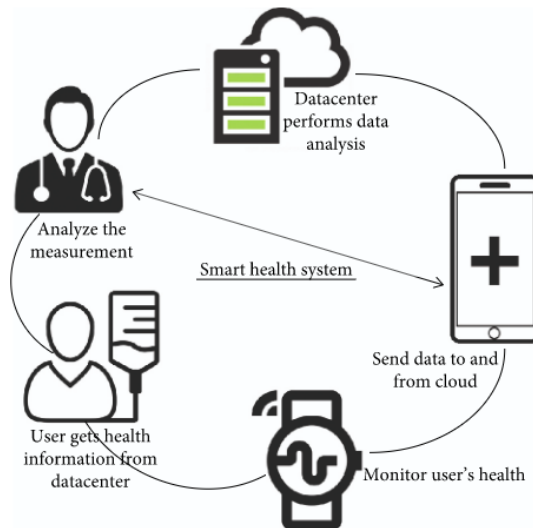 Datacenter
performs data
analysis
Analyze the
measurement
Smart health system
Send data to and
from cloud
User gets health
information from
datacenter
Monitor user's health